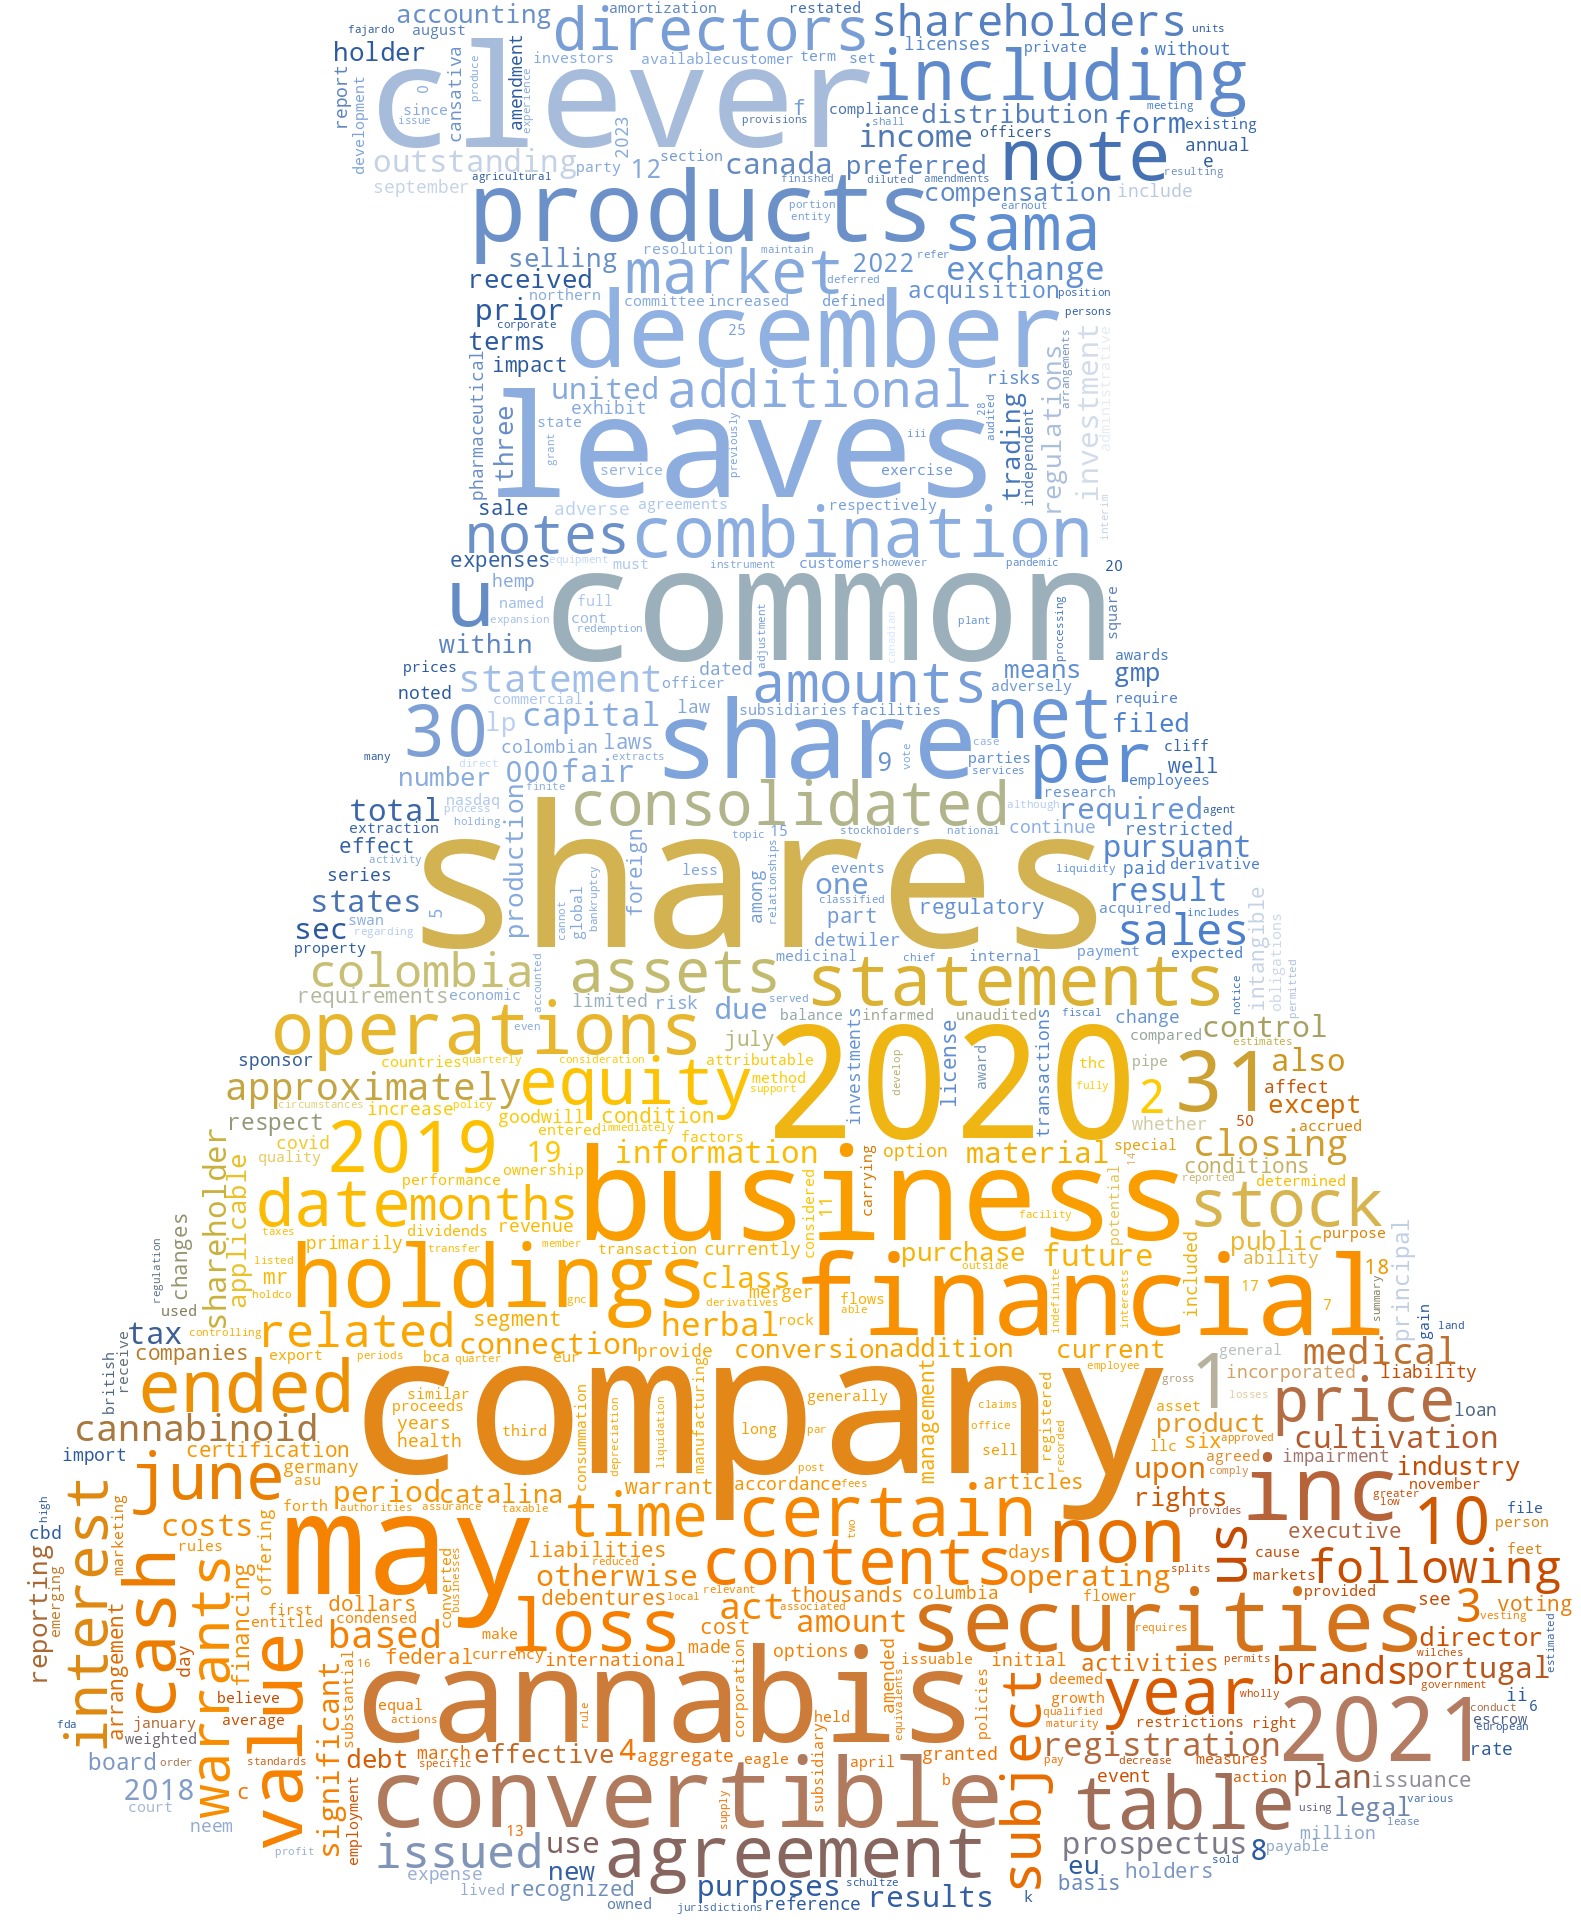 accounting amortization restated shareholders
fajardo august directors units
holder investors available customer term set licenses private without
clever including
report development since 0 cansativa produce amendment experience
issue f compliance distribution meeting
provisions shall form existing
2023 income officers note annual
outstanding party 12 section canada preferred e resulting
september agricultural finished diluted amendments compensation include
products portion entity earnout sama
selling resolution maintain 2022 refer exchange
received market deferred acquisition position
northern committee increased defined persons
prior corporate december
terms 25
impact united additional risks regulations arrangements investment administrative
pharmaceutical three exhibit state 28 audited trading independent
leaves previously iii
grant service exercise
sale adverse agreements respectively interim
notes combination
expenses equipment must instrument customers however pandemic 20
u hemp common
named full cont plant canadian processing square
expansion redemption adjustment
within awards
prices statement dated means gmp
noted commercial officer amounts adversely require
30 lp capital law subsidiaries facilities net filed
colombian laws share case cliff
many direct extracts 9 vote parties per well
number 000 fair services employees
nasdaq finite research
total process consolidated although required agent
extraction holding production topic 15 stockholders national continue restricted
effect foreign pursuant
activity shares less events liquidity paid derivative
series cannot global bankruptcy among relationships classified one result
states 5 part regulatory acquired includes
swan detwiler sales
sec regarding
property medicinal chief internal payment expected intangible obligations permitted
colombia assets statements notice
requirements economic accounted limited risk due served
operations even balance infarmed unaudited fiscal change compared control
july 2020 estimates
sponsor countries quarterly consideration attributable investments develop license award transactions thc pipe 31 also
approximately equity method support fully 2 affect
circumstances increase policy goodwill condition whether 50 except
respect 2019 entered immediately factors accrued
covid 19 information option material special closing
quality ownership 14 conditions
shareholder applicable performance business carrying reported determined
date months considered 11 potential stock
taxes dividends revenue facility
regulation changes primarily member transaction currently purchase future public purpose
listed transfer outside included ability principal
mr holdings class flows financial 17 18
holdco gnc merger able indefinite interests 7 summary
used derivatives
controlling segment herbal rock gain land
tax related connection
british receive companies export periods bca quarter eur provide conversion addition current general medical
employee gross 1 incorporated liability
ended company losses
similar generally price
proceeds claims asset loan
cannabinoid years third long par office product
health depreciation liquidation manufacturing management sell registered recorded llc six approved cultivation
import certification consummation post agreed impairment
germany asu accordance articles upon comply industry
june period catalina warrant fees november
high interest marketing forth authorities assurance taxable rights greater low
cbd costs may time certain provides inc 10 file
rules liabilities two non executive person
reporting emerging cash warrants offering reduced contents days splits us cause feet
financing converted businesses otherwise operating markets following
first dollars debentures local relevant thousands columbia flower provided
entitled condensed associated see 3 voting
arrangement day based make loss cost act amount securities vesting
federal currency made requires director estimated
january value 16 international options issuable initial activities permits wilches
weighted believe significant substantial equal cannabis corporation amended equivalents policies deemed year brands portugal
fda average actions rule growth wholly government
qualified ii 6
maturity restrictions right 2021 conduct
subsidiary held subject registration escrow european
board order standards debt march effective 4 aggregate eagle april granted pay decrease measures rate
specific event action plan issuance
2018 c employment convertible b table
court supply using legal various
neem 13 million lease
profit issued use agreement prospectus 8 payable
expense new eu holders
purposes schultze basis sold
lived recognized results k
owned jurisdictions reference